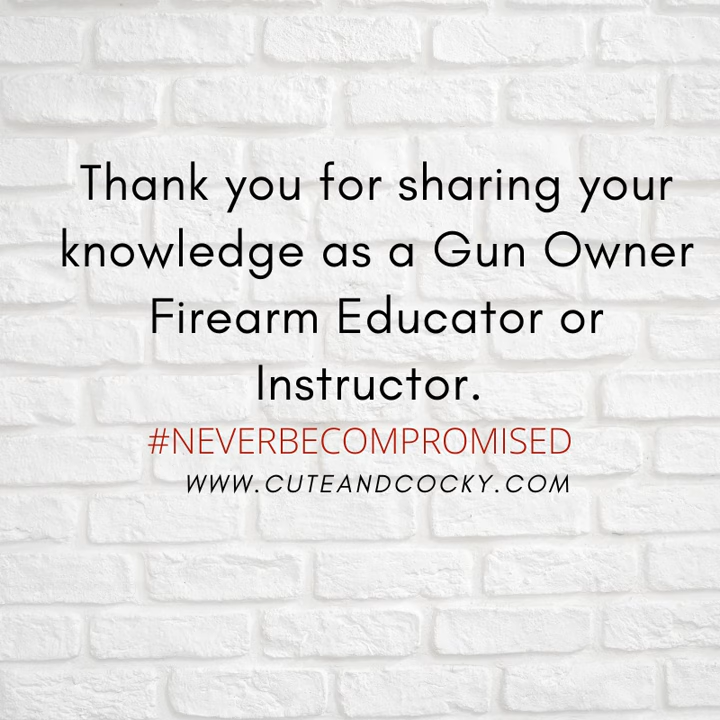 Thank you for sharing your
knowledge as a Gun Owner
Firearm Educator or
Instructor.
#NEVERBECOMPROMISED
WWW.CUTEANDCOCKY.COM